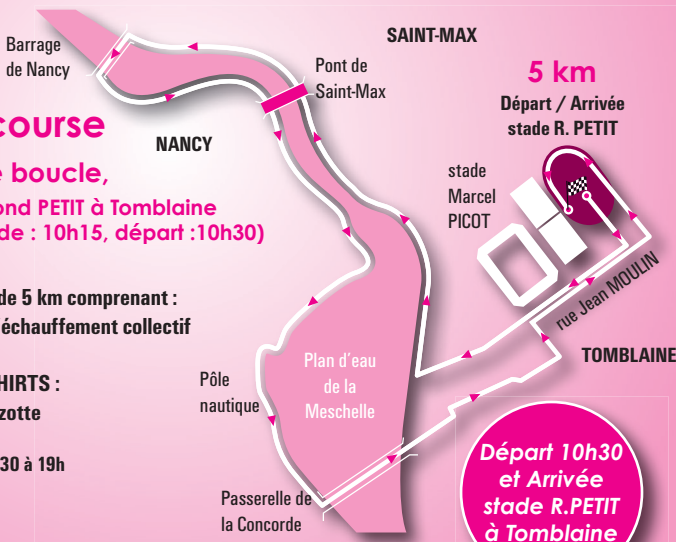 Barrage
de Nancy
SAINT-MAX
Pont de
Saint-Max
5 km
Départ / Arrivée
stade R. PETIT
course
NANCY
boucle,
ond PETIT à Tomblaine
de : 10h15, départ :10h30)
stade
Marcel
PICOT
de 5 km comprenant :
échauffement collectif
rue Jean MOULIN
TOMBLAINE
HIRTS :
zotte
30 à 19h
Pôle
nautique
Plan d'eau
de la
Meschelle
Passerelle de
la Concorde
Départ 10h30
et Arrivée
stade R.PETIT
à Tomblaine